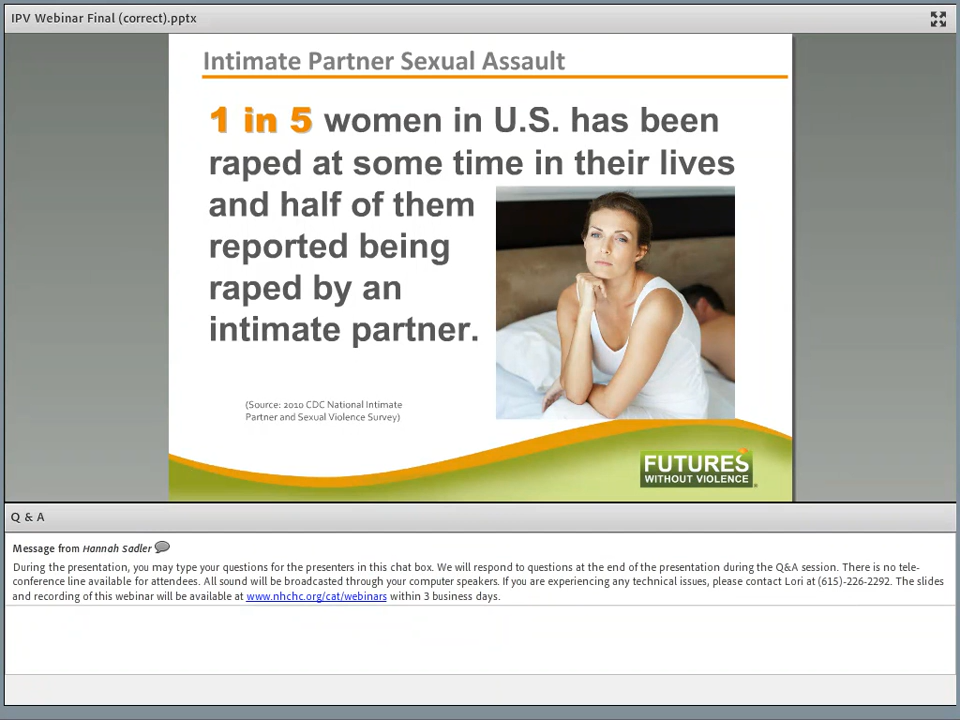 IPV Webinar Final (correct).pptx
Intimate Partner Sexual Assault
1 in 5 women in U.S. has been
raped at some time in their lives
and half of them
reported being
raped by an
intimate partner.
(Source: 2010 CDC National Intimate
Partner and Sexual Violence Survey)
FUTURES
WITHOUT VIOLENCE
Q & A
Message from Hannah Sadler
During the presentation, you may type your questions for the presenters in this chat box. We will respond to questions at the end of the presentation during the Q&A session. There is no tele-
conference line available for attendees. All sound will be broadcasted through your computer speakers. If you are experiencing any technical issues, please contact Lori at (615)-226-2292. The slides
and recording of this webinar will be available at www.nhchc.org/cat/webinars within 3 business days.